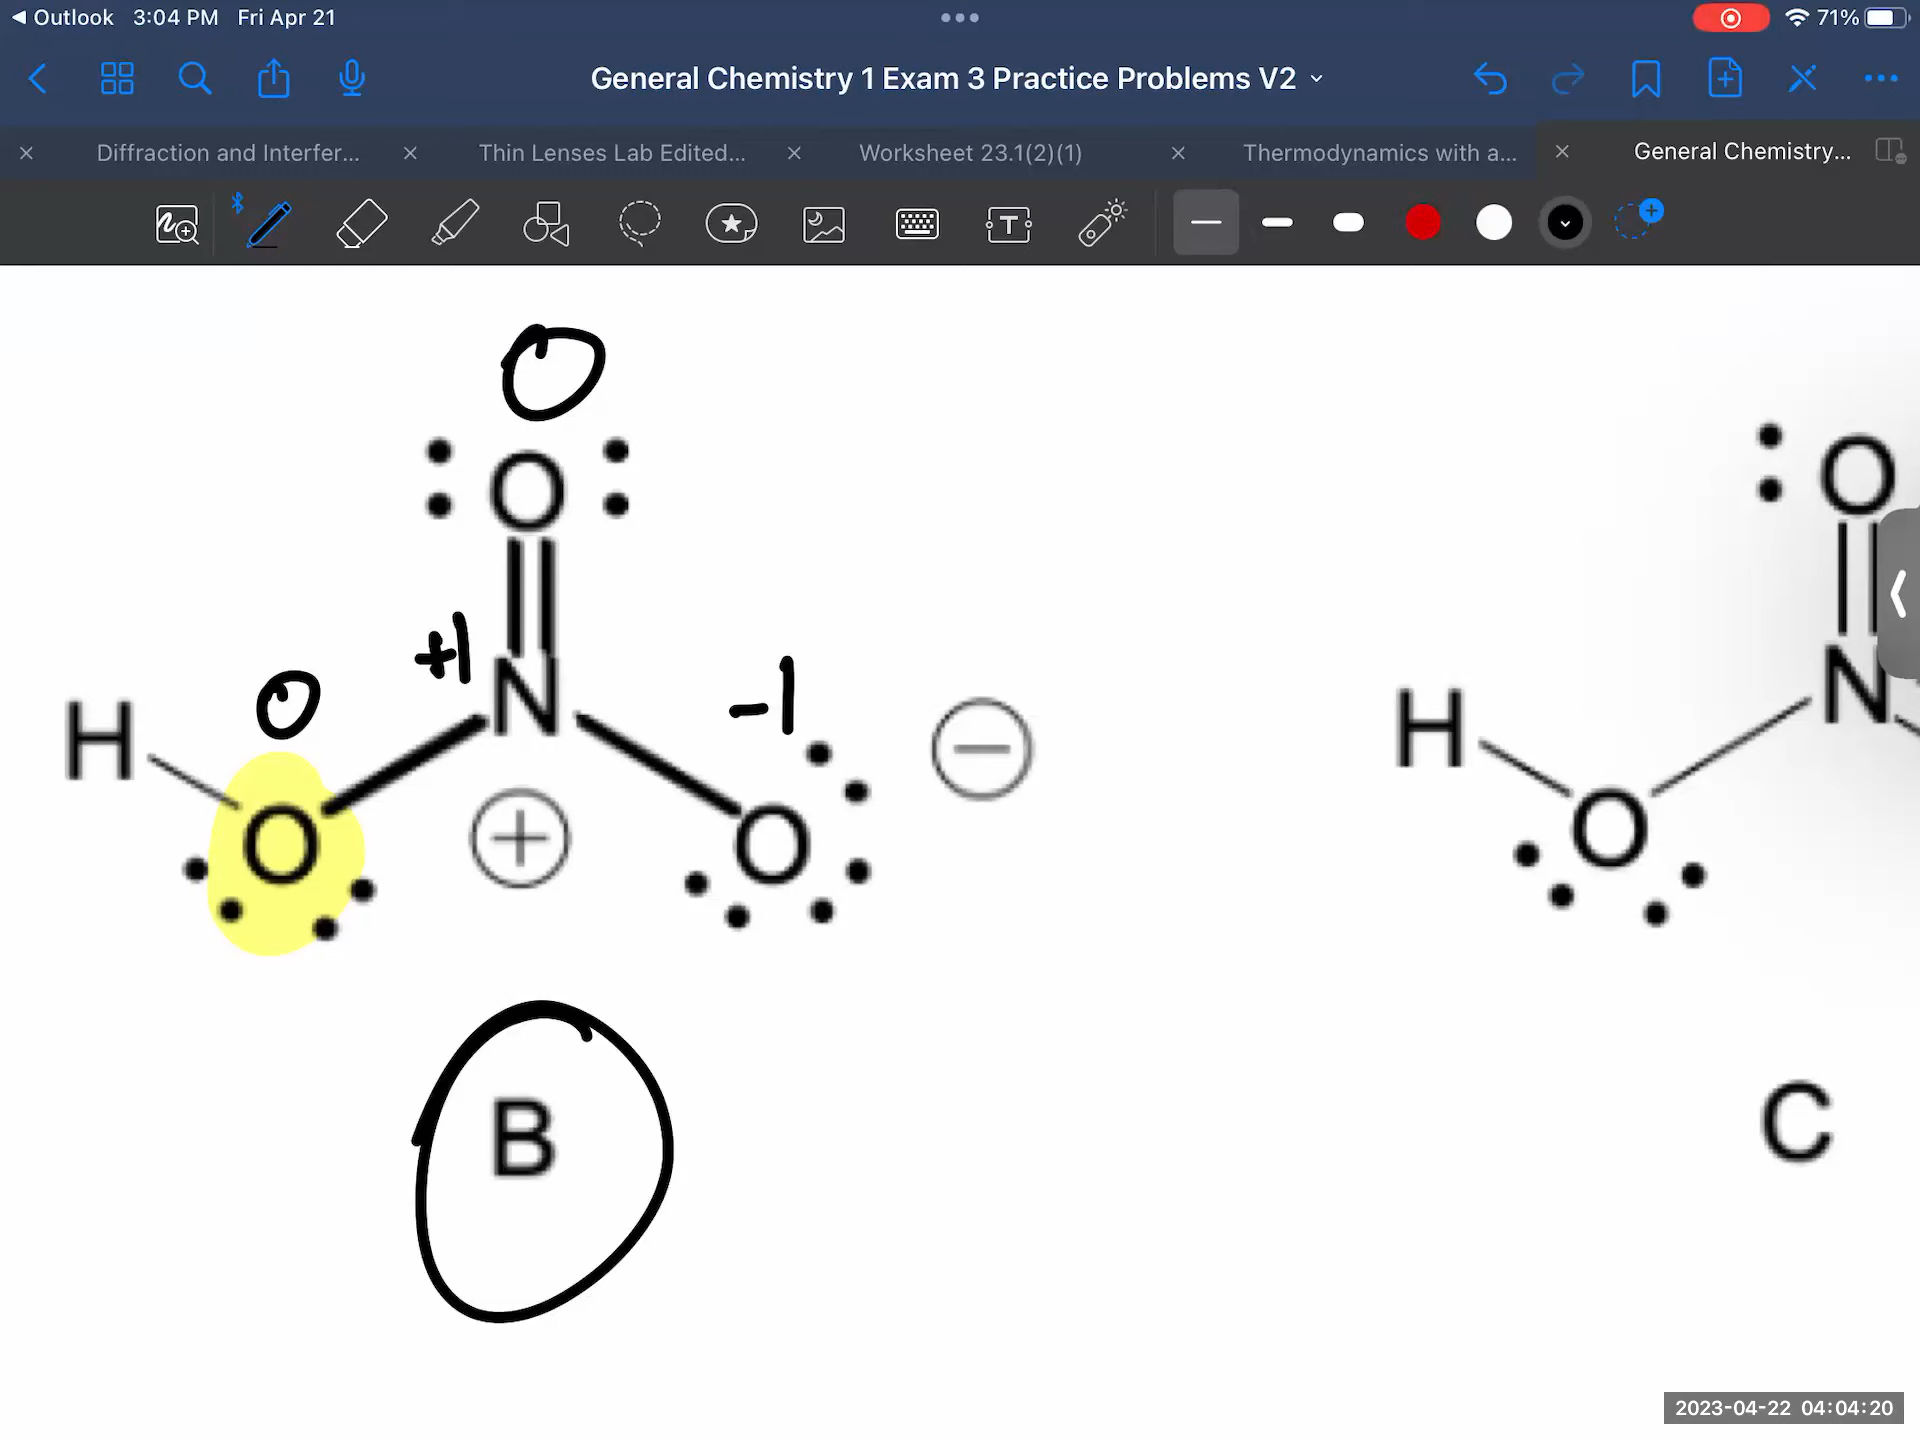 Outlook 3:04 PM Fri Apr 21 71%
General Chemistry 1 Exam 3 Practice Problems V2
Diffraction and Interfer... Thin Lenses Lab Edited... Worksheet 23.1(2)(1) Thermodynamics with a... General Chemistry...
T
0
O O
+1 -1
0 N N
H H
O + O − O
B C
2023-04-22 04:04:20